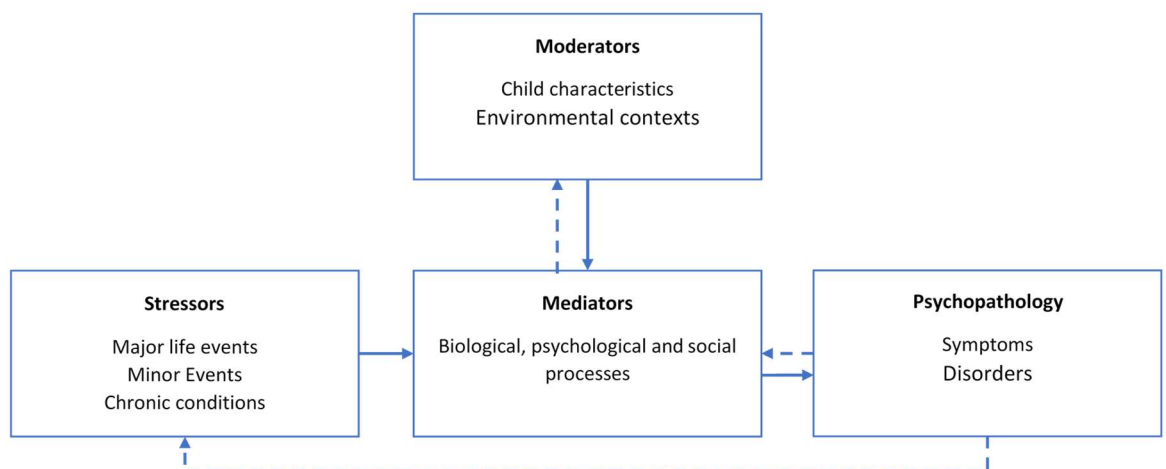 Moderators
Child characteristics
Environmental contexts
Stressors
Major life events
Minor Events
Chronic conditions
Mediators
Biological, psychological and social
processes
Psychopathology
Symptoms
Disorders